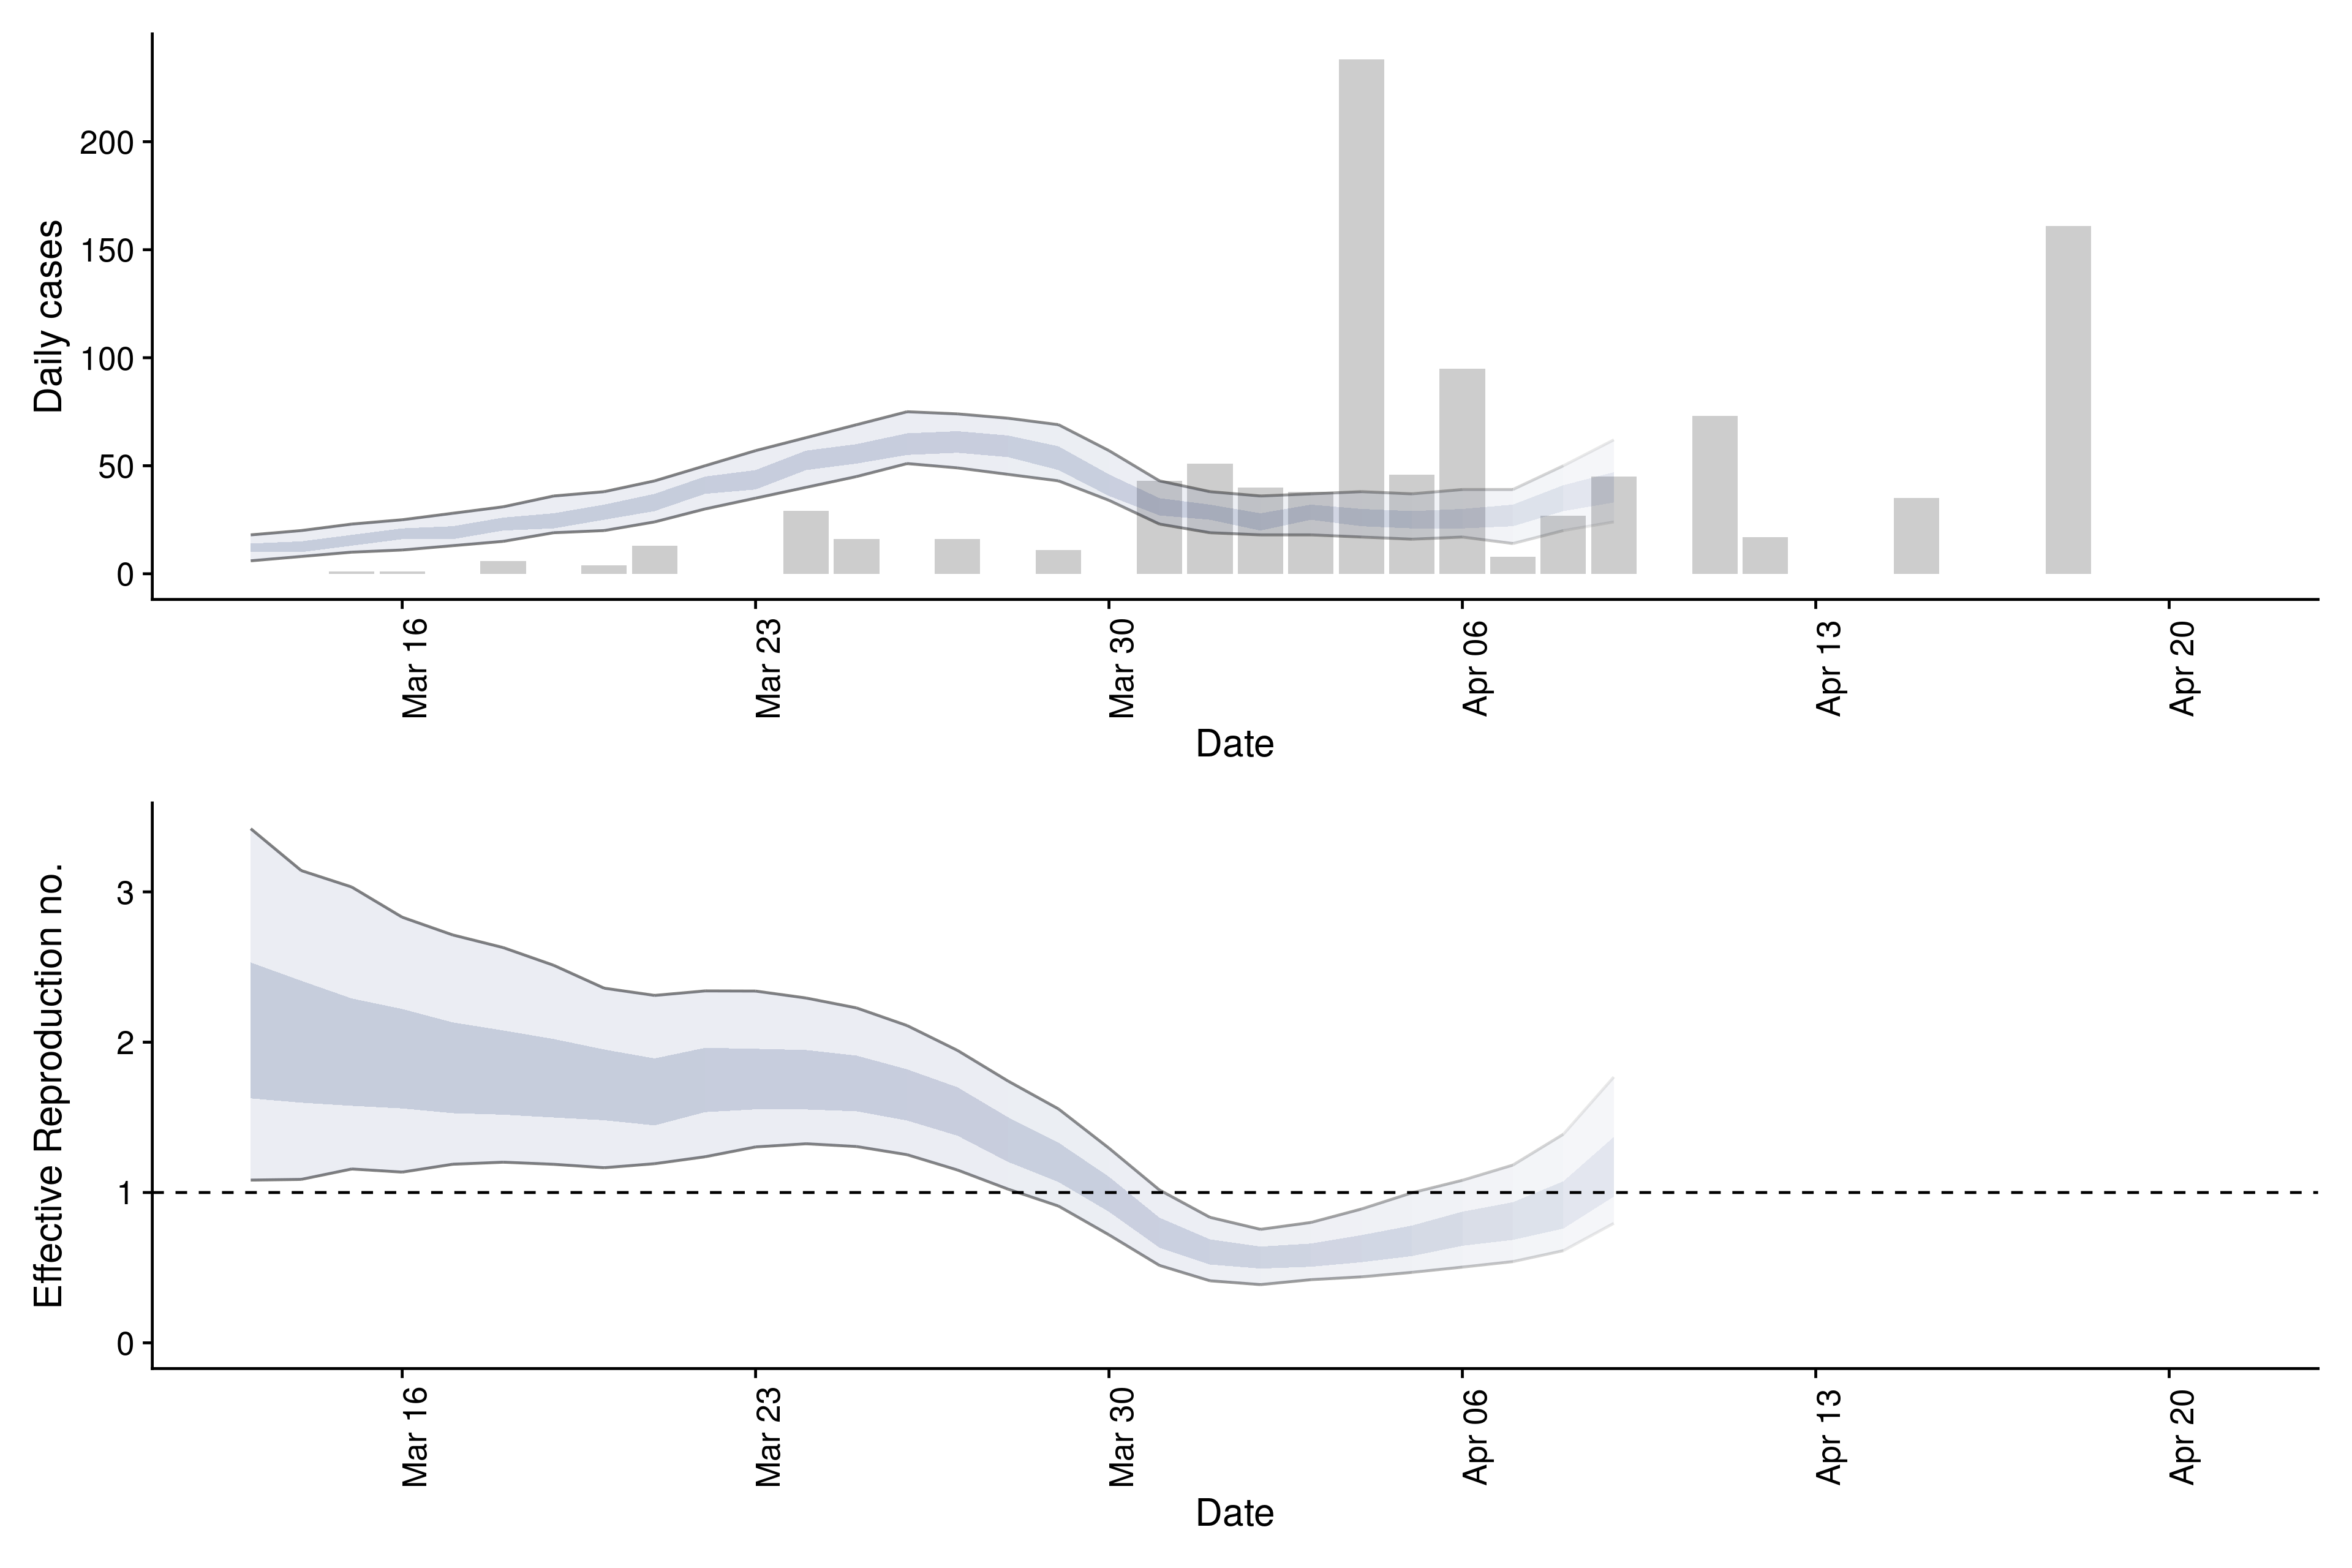 Daily cases
200
150
100
50
0
Mar 16
Mar 23
Mar 30
Apr 06
Apr 13
Apr 20
Date
Effective Reproduction no.
3
2
1
0
Mar 16
Mar 23
Mar 30
Apr 06
Apr 13
Apr 20
Date